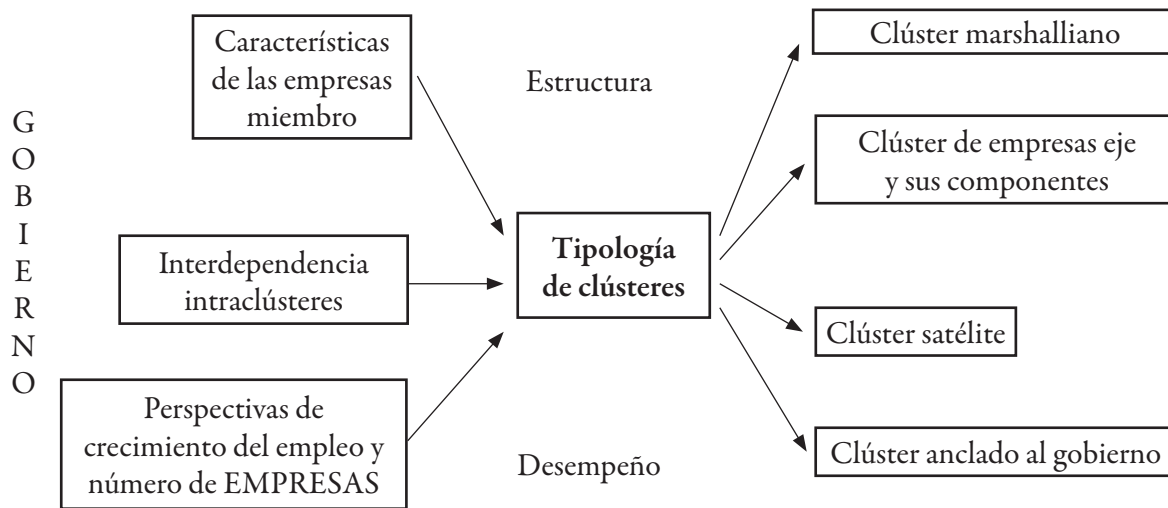 GOBIERNO
Características
de las empresas
miembro
Estructura
Interdependencia
intraclústeres
Perspectivas de
crecimiento del empleo y
número de EMPRESAS
Desempeño
Tipología
de clústeres
Clúster marshalliano
Clúster de empresas eje
y sus componentes
Clúster satélite
Clúster anclado al gobierno